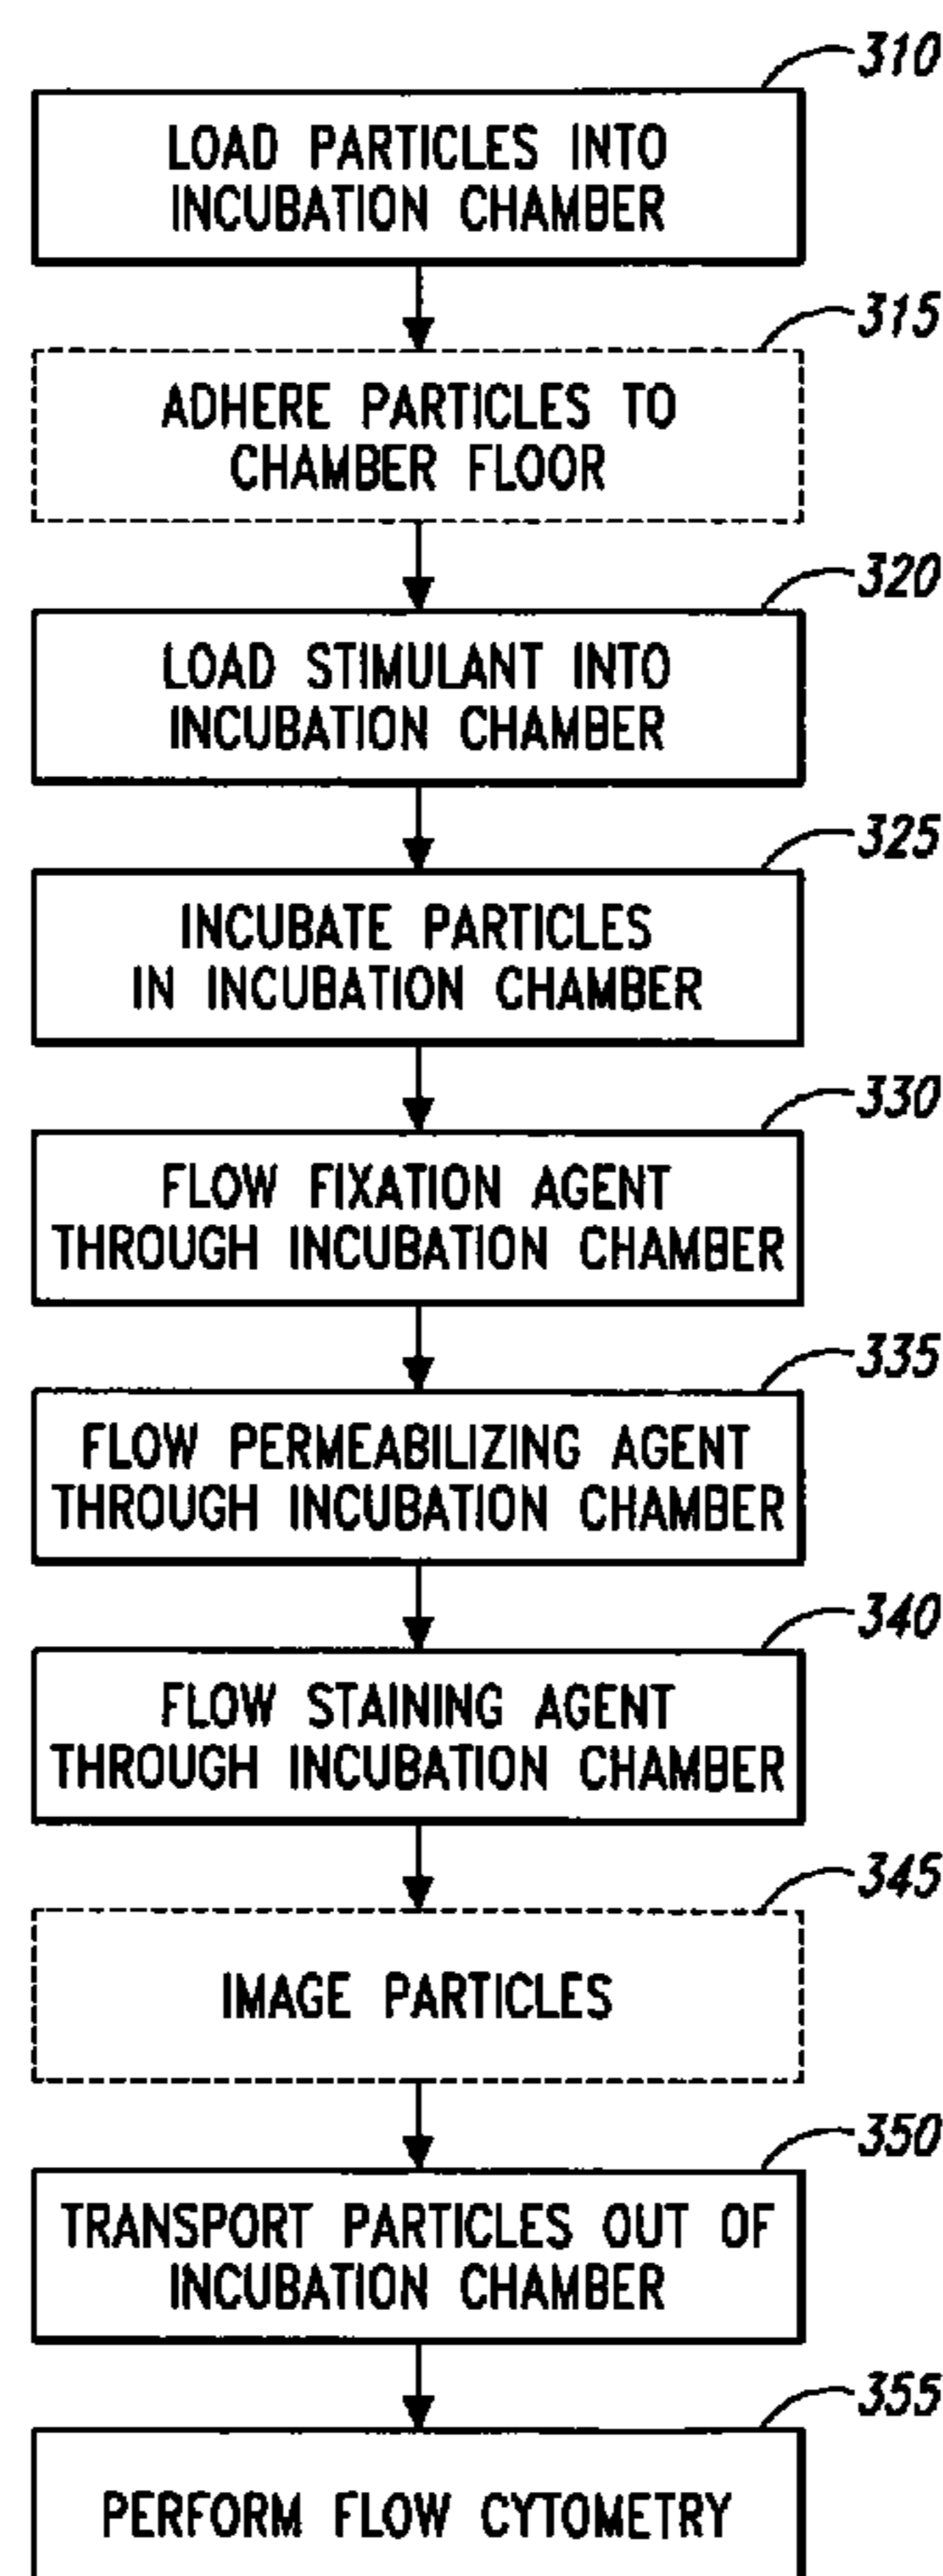 310
LOAD PARTICLES INTO
INCUBATION CHAMBER
315
ADHERE PARTICLES TO
CHAMBER FLOOR
320
LOAD STIMULANT INTO
INCUBATION CHAMBER
325
INCUBATE PARTICLES
IN INCUBATION CHAMBER
330
FLOW FIXATION AGENT
THROUGH INCUBATION CHAMBER
335
FLOW PERMEABILIZING AGENT
THROUGH INCUBATION CHAMBER
340
FLOW STAINING AGENT
THROUGH INCUBATION CHAMBER
345
IMAGE PARTICLES
350
TRANSPORT PARTICLES OUT OF
INCUBATION CHAMBER
355
PERFORM FLOW CYTOMETRY